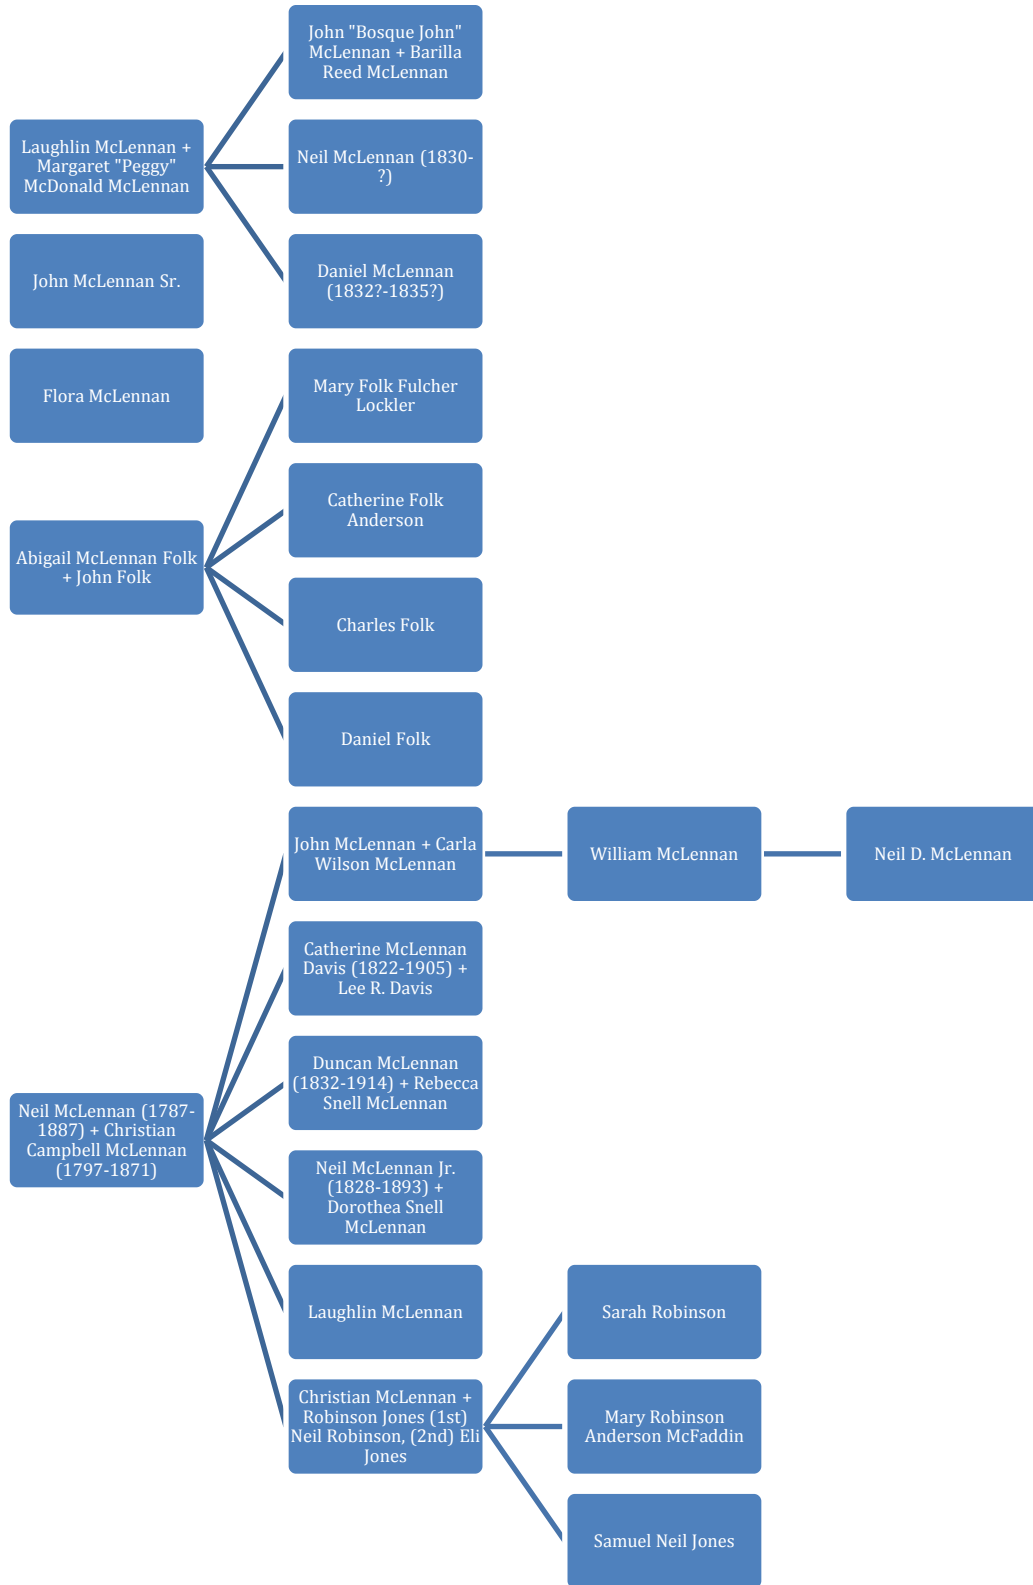 John "Bosque John"
McLennan + Barilla
Reed McLennan
Laughlin McLennan +
Margaret "Peggy"
McDonald McLennan
Neil McLennan (1830-
?)
John McLennan Sr.
Daniel McLennan
(1832?-1835?)
Flora McLennan
Mary Folk Fulcher
Lockler
Abigail McLennan Folk
+ John Folk
Catherine Folk
Anderson
Charles Folk
Daniel Folk
John McLennan + Carla
Wilson McLennan
William McLennan
Neil D. McLennan
Catherine McLennan
Davis (1822-1905) +
Lee R. Davis
Duncan McLennan
(1832-1914) + Rebecca
Snell McLennan
Neil McLennan (1787-
1887) + Christian
Campbell McLennan
(1797-1871)
Neil McLennan Jr.
(1828-1893) +
Dorothea Snell
McLennan
Laughlin McLennan
Sarah Robinson
Christian McLennan +
Robinson Jones (1st)
Neil Robinson, (2nd) Eli
Jones
Mary Robinson
Anderson McFaddin
Samuel Neil Jones